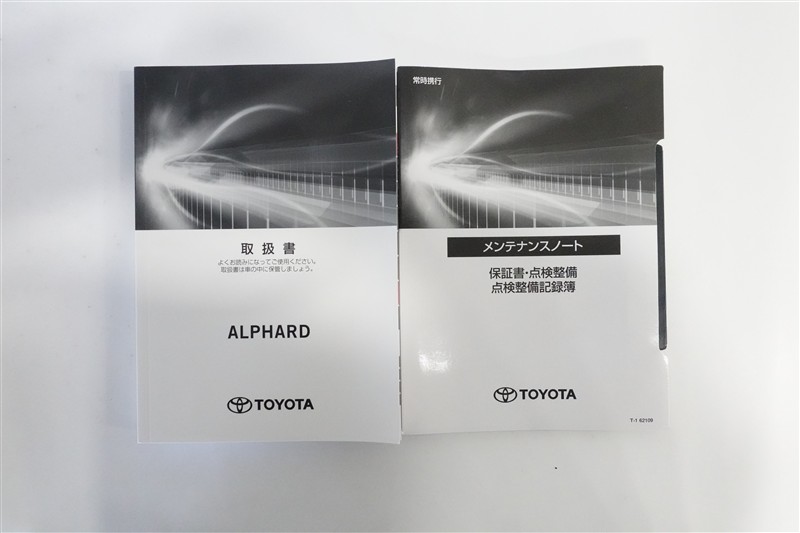 取扱書
よくお読みになってご使用ください。
取扱書は車の中に保管しましょう。
ALPHARD
TOYOTA
常時携行
メンテナンスノート
保証書・点検整備
点検整備記録簿
TOYOTA
T-1 62109